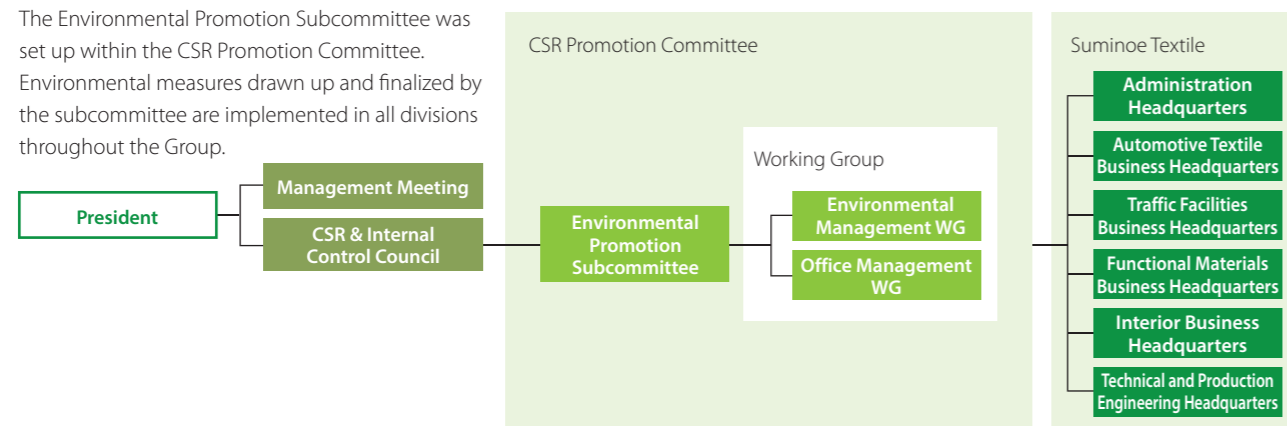 The Environmental Promotion Subcommittee was
set up within the CSR Promotion Committee.
Environmental measures drawn up and finalized by
the subcommittee are implemented in all divisions
throughout the Group.
President
Management Meeting
CSR & Internal
Control Council
CSR Promotion Committee
Environmental
Promotion
Subcommittee
Working Group
Environmental
Management WG
Office Management
WG
Suminoe Textile
Administration
Headquarters
Automotive Textile
Business Headquarters
Traffic Facilities
Business Headquarters
Functional Materials
Business Headquarters
Interior Business
Headquarters
Technical and Production
Engineering Headquarters